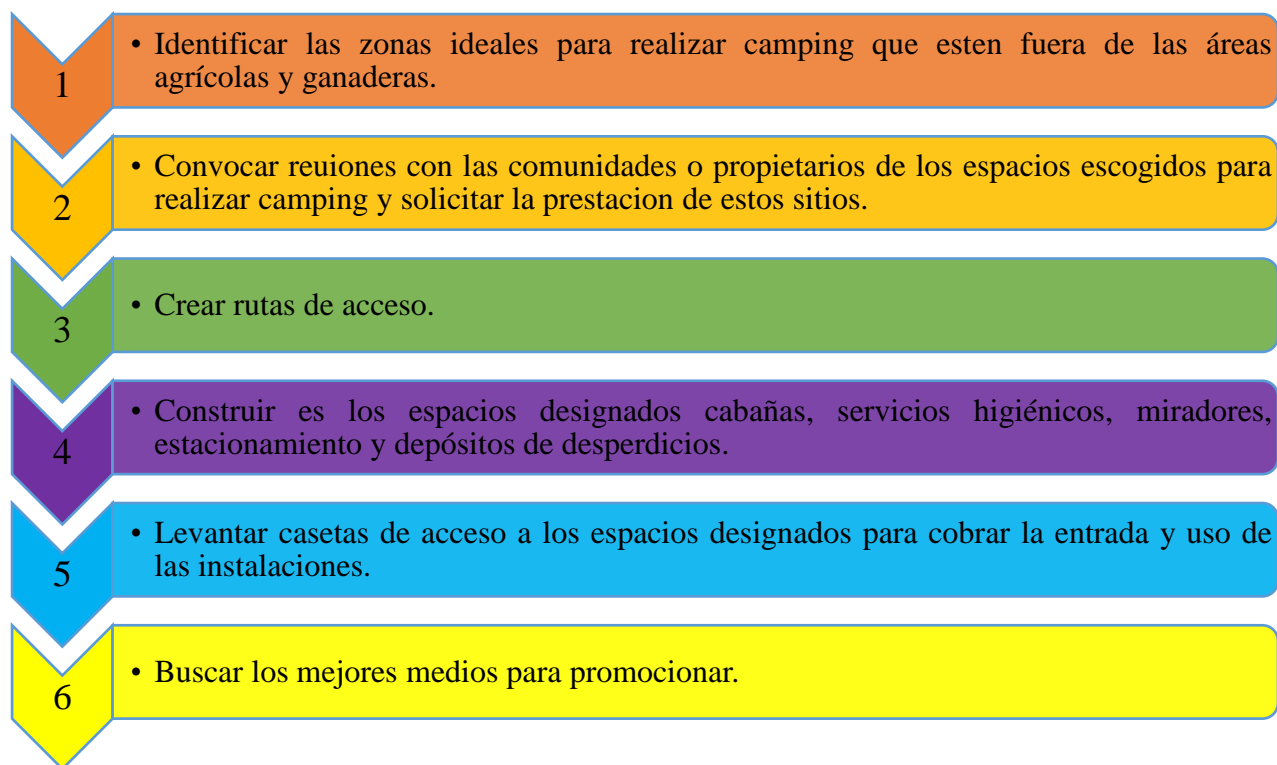 1
• Identificar las zonas ideales para realizar camping que esten fuera de las áreas
agrícolas y ganaderas.
2
• Convocar reuiones con las comunidades o propietarios de los espacios escogidos para
realizar camping y solicitar la prestacion de estos sitios.
3
• Crear rutas de acceso.
4
• Construir es los espacios designados cabañas, servicios higiénicos, miradores,
estacionamiento y depósitos de desperdicios.
5
• Levantar casetas de acceso a los espacios designados para cobrar la entrada y uso de
las instalaciones.
6
• Buscar los mejores medios para promocionar.